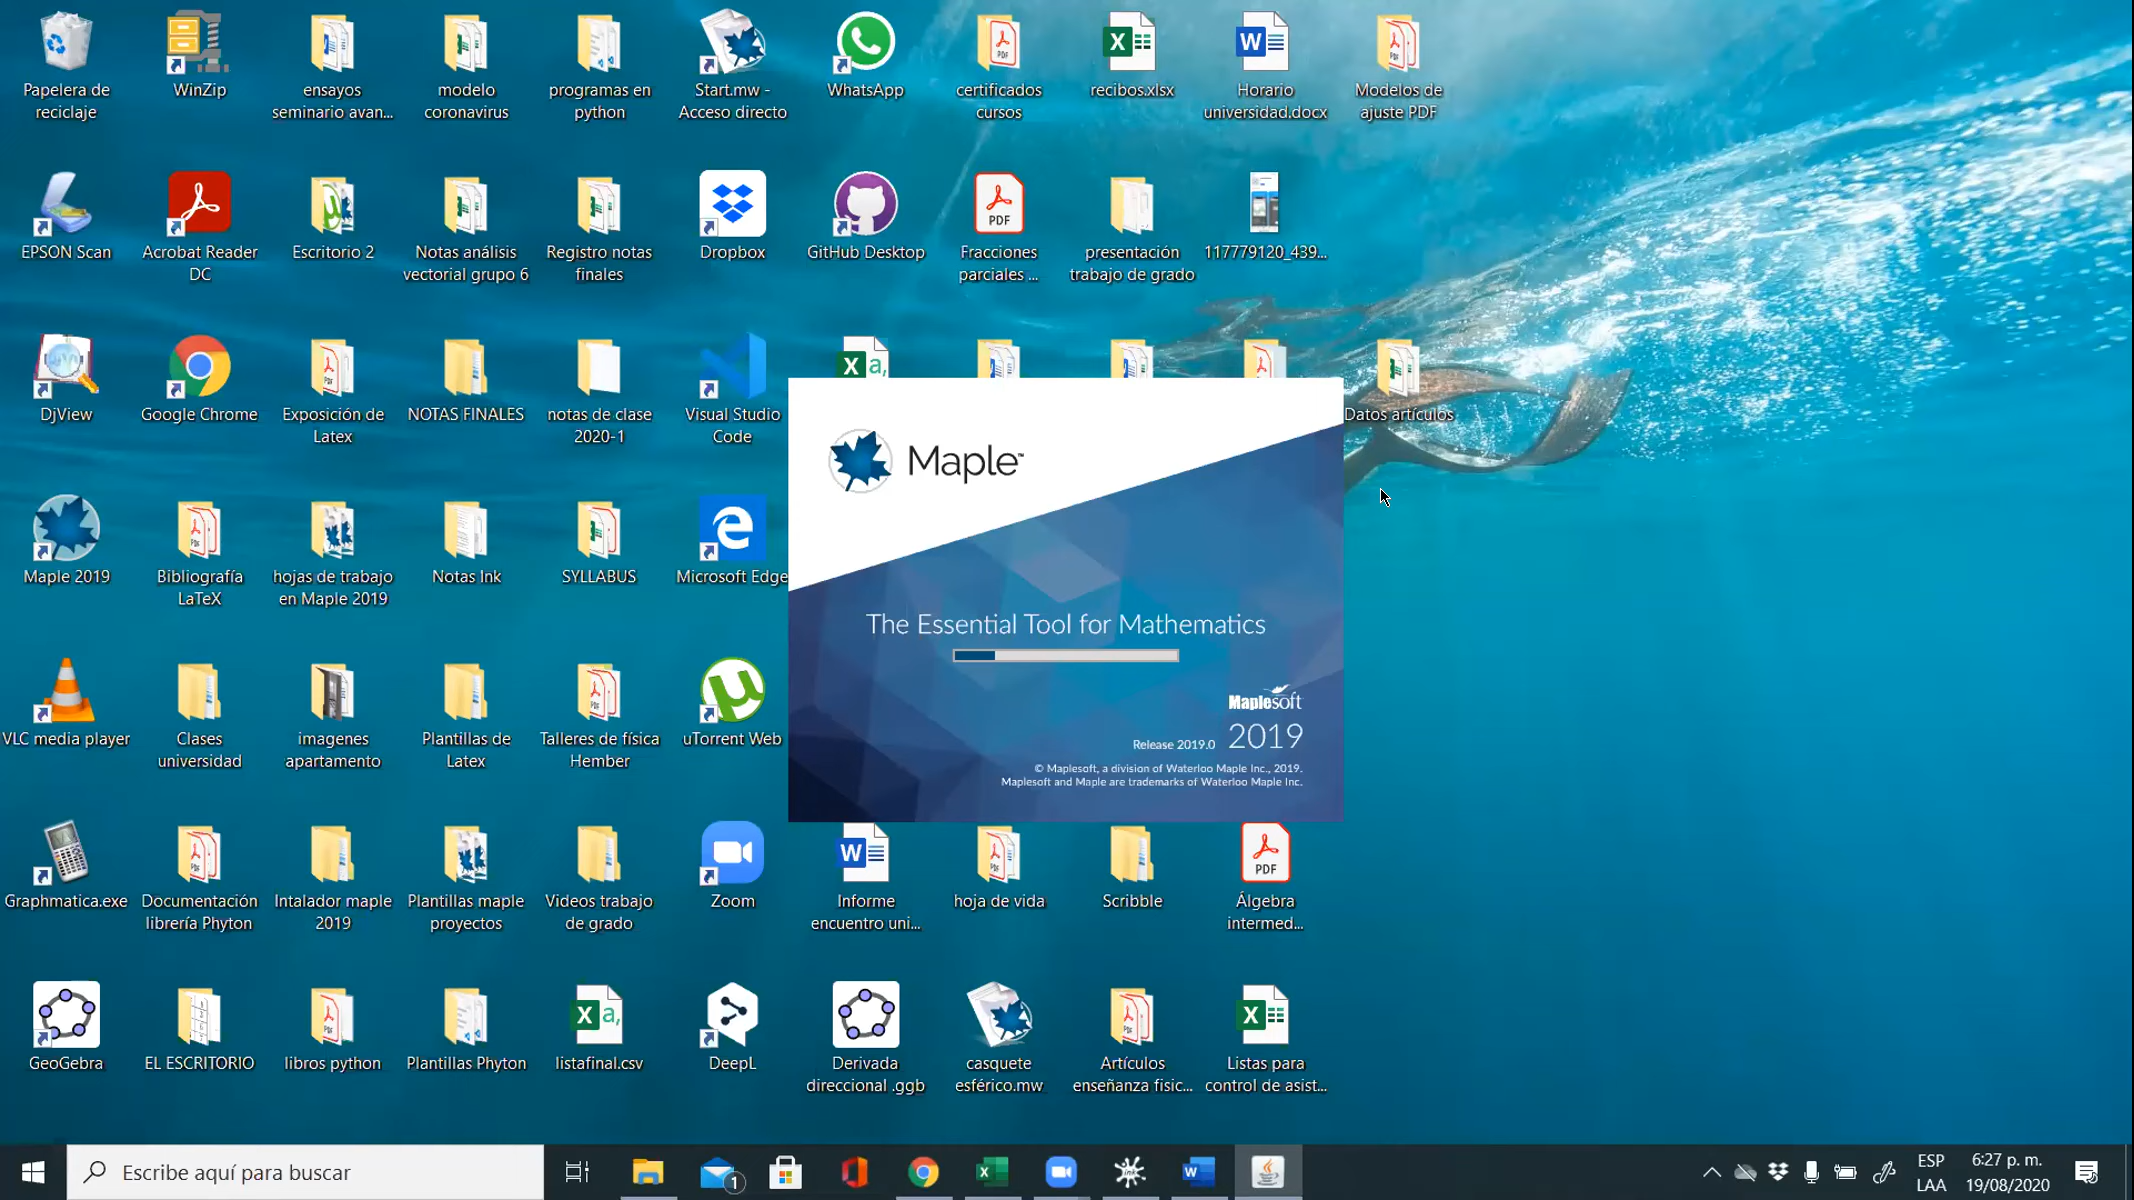 Papelera de
reciclaje
WinZip
ensayos
seminario avan...
modelo
coronavirus
programas en
python
Start.mw -
Acceso directo
WhatsApp
certificados
cursos
recibos.xlsx
Horario
universidad.docx
Modelos de
ajuste PDF
EPSON Scan
Acrobat Reader
DC
Escritorio 2
Notas análisis
vectorial grupo 6
Registro notas
finales
Dropbox
GitHub Desktop
PDF
Fracciones
parciales ...
presentación
trabajo de grado
117779120_439...
DjView
Google Chrome
Exposición de
Latex
NOTAS FINALES
notas de clase
2020-1
Visual Studio
Code
Datos artículos
Maple™
The Essential Tool for Mathematics
Maplesoft
Release 2019.0 2019
© Maplesoft, a division of Waterloo Maple Inc., 2019.
Maplesoft and Maple are trademarks of Waterloo Maple Inc.
Maple 2019
Bibliografía
LaTeX
hojas de trabajo
en Maple 2019
Notas Ink
SYLLABUS
Microsoft Edge
VLC media player
Clases
universidad
imagenes
apartamento
Plantillas de
Latex
Talleres de física
Hember
uTorrent Web
Graphmatica.exe
Documentación
librería Phyton
Intalador maple
2019
Plantillas maple
proyectos
Videos trabajo
de grado
Zoom
Informe
encuentro uni...
hoja de vida
Scribble
PDF
Álgebra
intermed...
GeoGebra
EL ESCRITORIO
libros python
Plantillas Phyton
listafinal.csv
DeepL
Derivada
direccional .ggb
casquete
esférico.mw
Artículos
enseñanza fisic...
Listas para
control de asist...
Escribe aquí para buscar
1
ESP
LAA
6:27 p. m.
19/08/2020